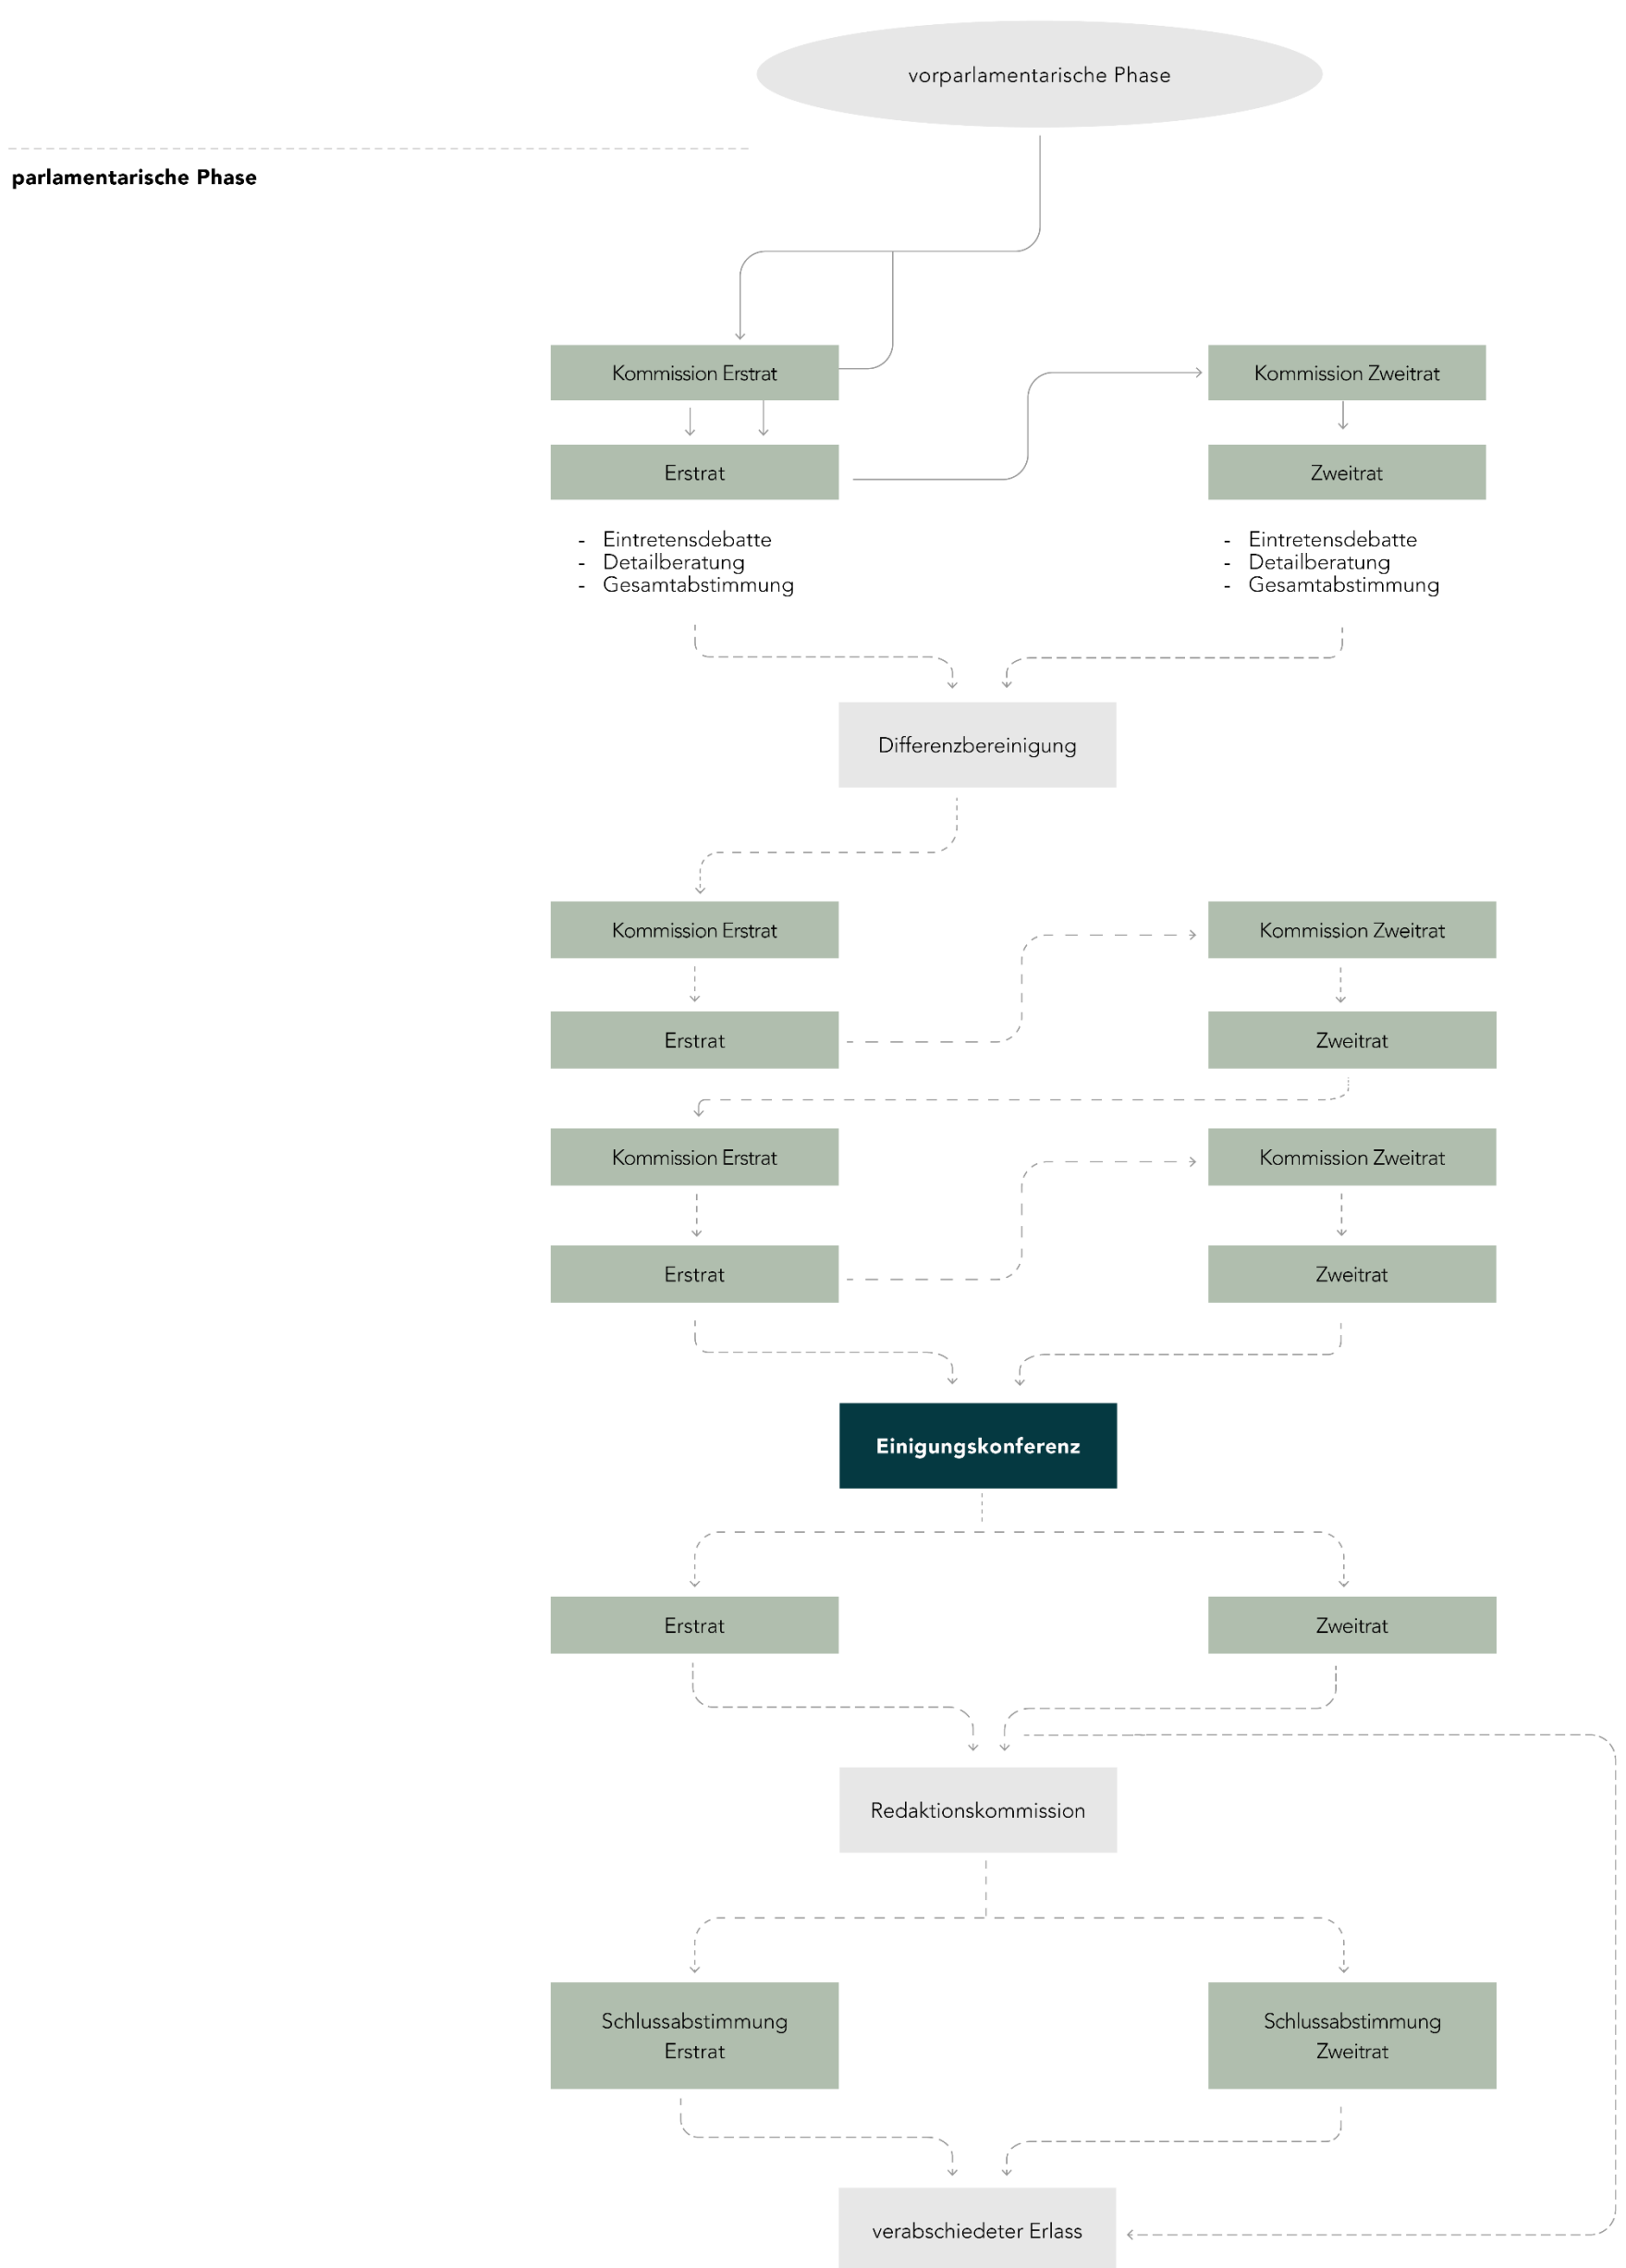 vorparlamentarische Phase
parlamentarische Phase
Kommission Erstrat
Kommission Zweitrat
Erstrat
Zweitrat
- Eintretensdebatte
- Detailberatung
- Gesamtabstimmung
- Eintretensdebatte
- Detailberatung
- Gesamtabstimmung
Differenzbereinigung
Kommission Erstrat
Kommission Zweitrat
Erstrat
Zweitrat
Kommission Erstrat
Kommission Zweitrat
Erstrat
Zweitrat
Einigungskonferenz
Erstrat
Zweitrat
Redaktionskommission
Schlussabstimmung
Erstrat
Schlussabstimmung
Zweitrat
verabschiedeter Erlass